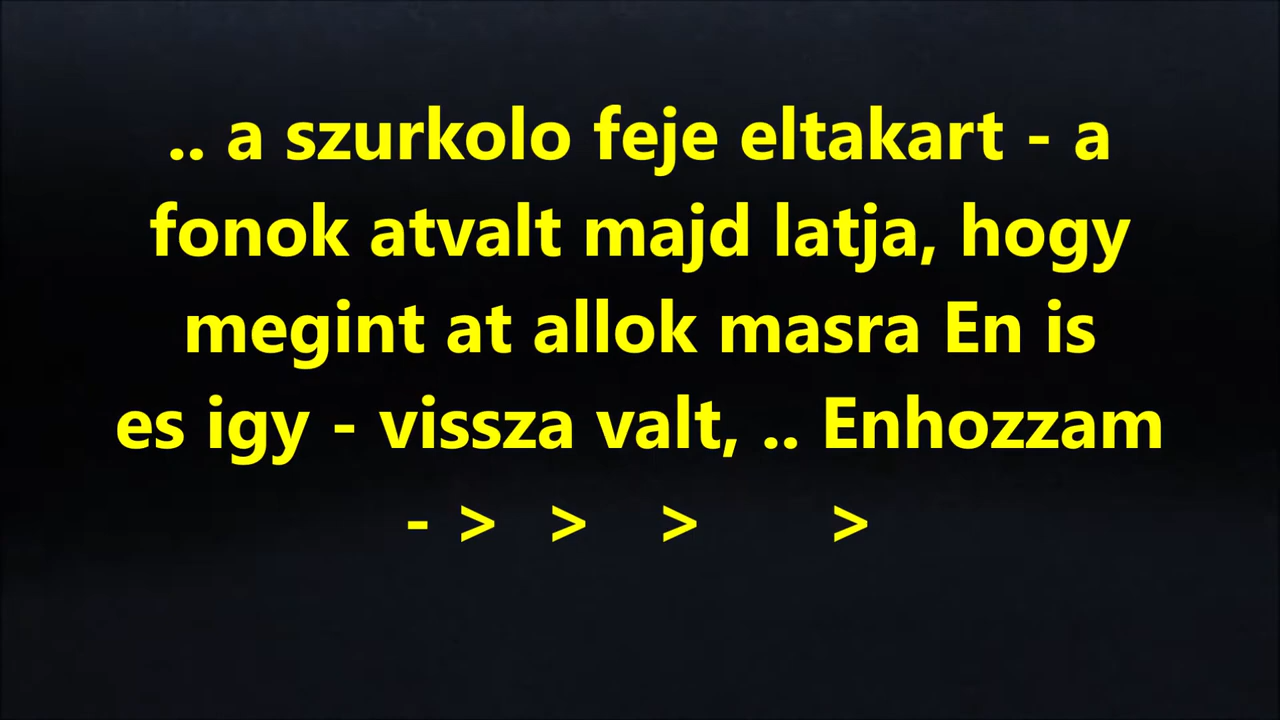 .. a szurkolo feje eltakart - a
fonok atvalt majd latja, hogy
megint at allok masra En is
es igy - vissza valt, .. Enhozzam
- > > > >